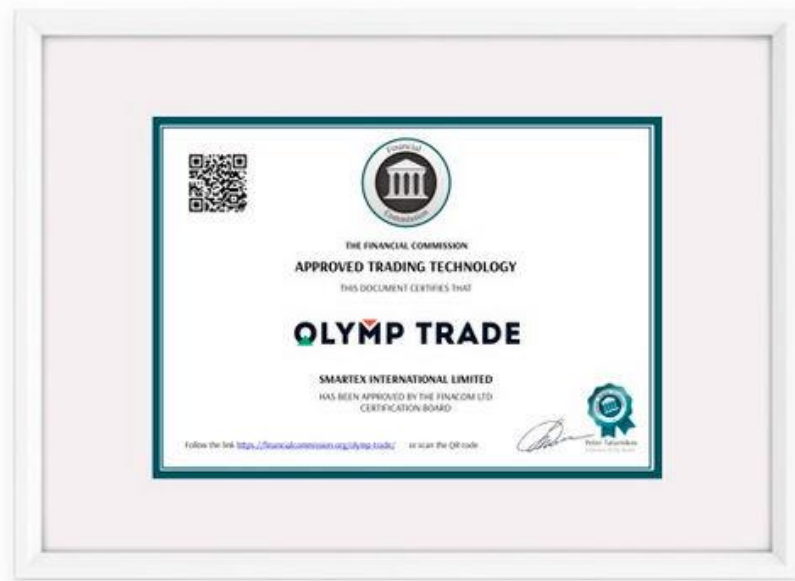 Financial
Commission
THE FINANCIAL COMMISSION
APPROVED TRADING TECHNOLOGY
THIS DOCUMENT CERTIFIES THAT
OLYMP TRADE
SMARTEX INTERNATIONAL LIMITED
HAS BEEN APPROVED BY THE FINACOM LTD
CERTIFICATION BOARD
Follow the link https://financialcommission.org/olymp-trade/ or scan the QR code
Peter Tatarnikov